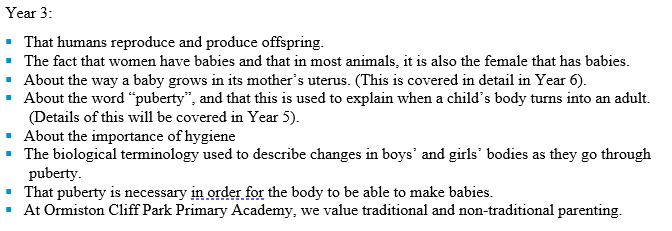 Year 3:
▪ That humans reproduce and produce offspring.
▪ The fact that women have babies and that in most animals, it is also the female that has babies.
▪ About the way a baby grows in its mother’s uterus. (This is covered in detail in Year 6).
▪ About the word “puberty”, and that this is used to explain when a child’s body turns into an adult.
(Details of this will be covered in Year 5).
▪ About the importance of hygiene
▪ The biological terminology used to describe changes in boys’ and girls’ bodies as they go through
puberty.
▪ That puberty is necessary in order for the body to be able to make babies.
▪ At Ormiston Cliff Park Primary Academy, we value traditional and non-traditional parenting.